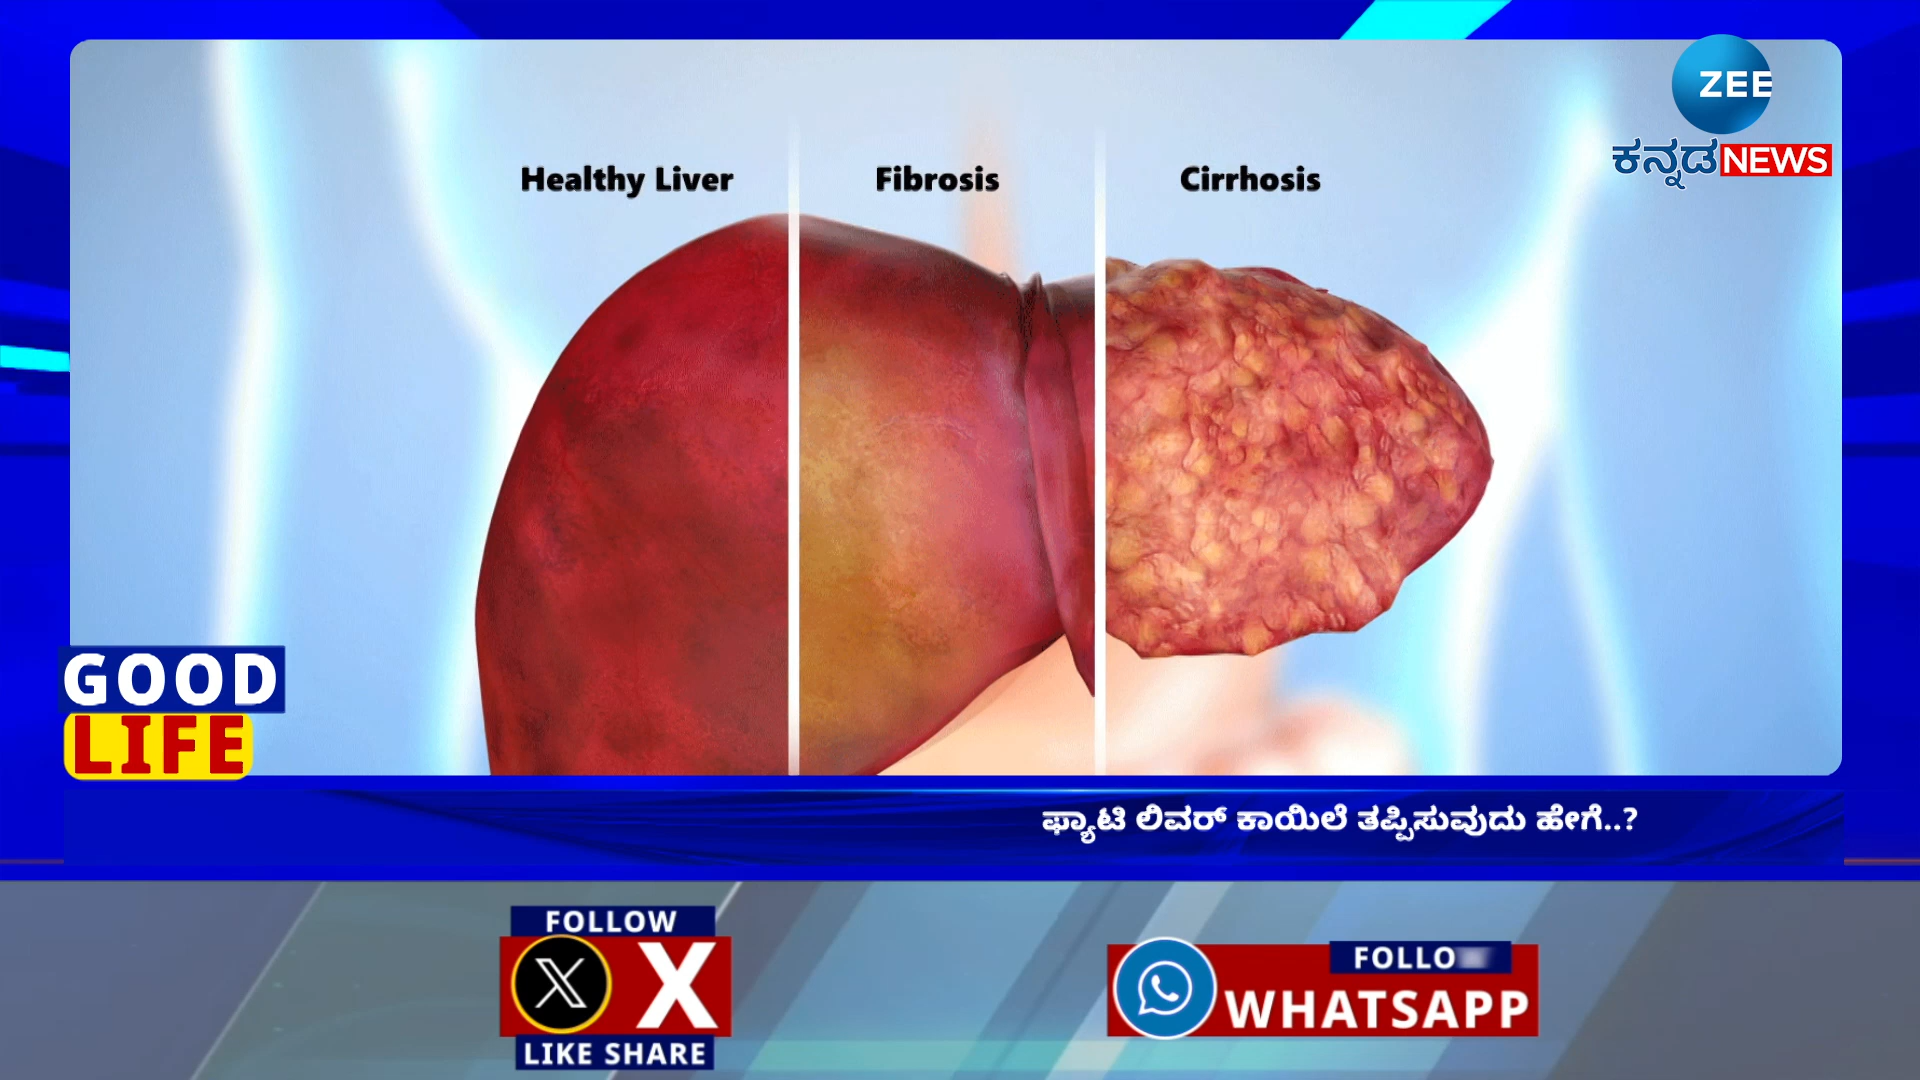 ZEE
ಕನ್ನಡ NEWS
Healthy Liver
Fibrosis
Cirrhosis
GOOD
LIFE
ಫ್ಯಾಟಿ ಲಿವರ್ ಕಾಯಿಲೆ ತಪ್ಪಿಸುವುದು ಹೇಗೆ..?
FOLLOW
X
LIKE SHARE
WHATSAPP